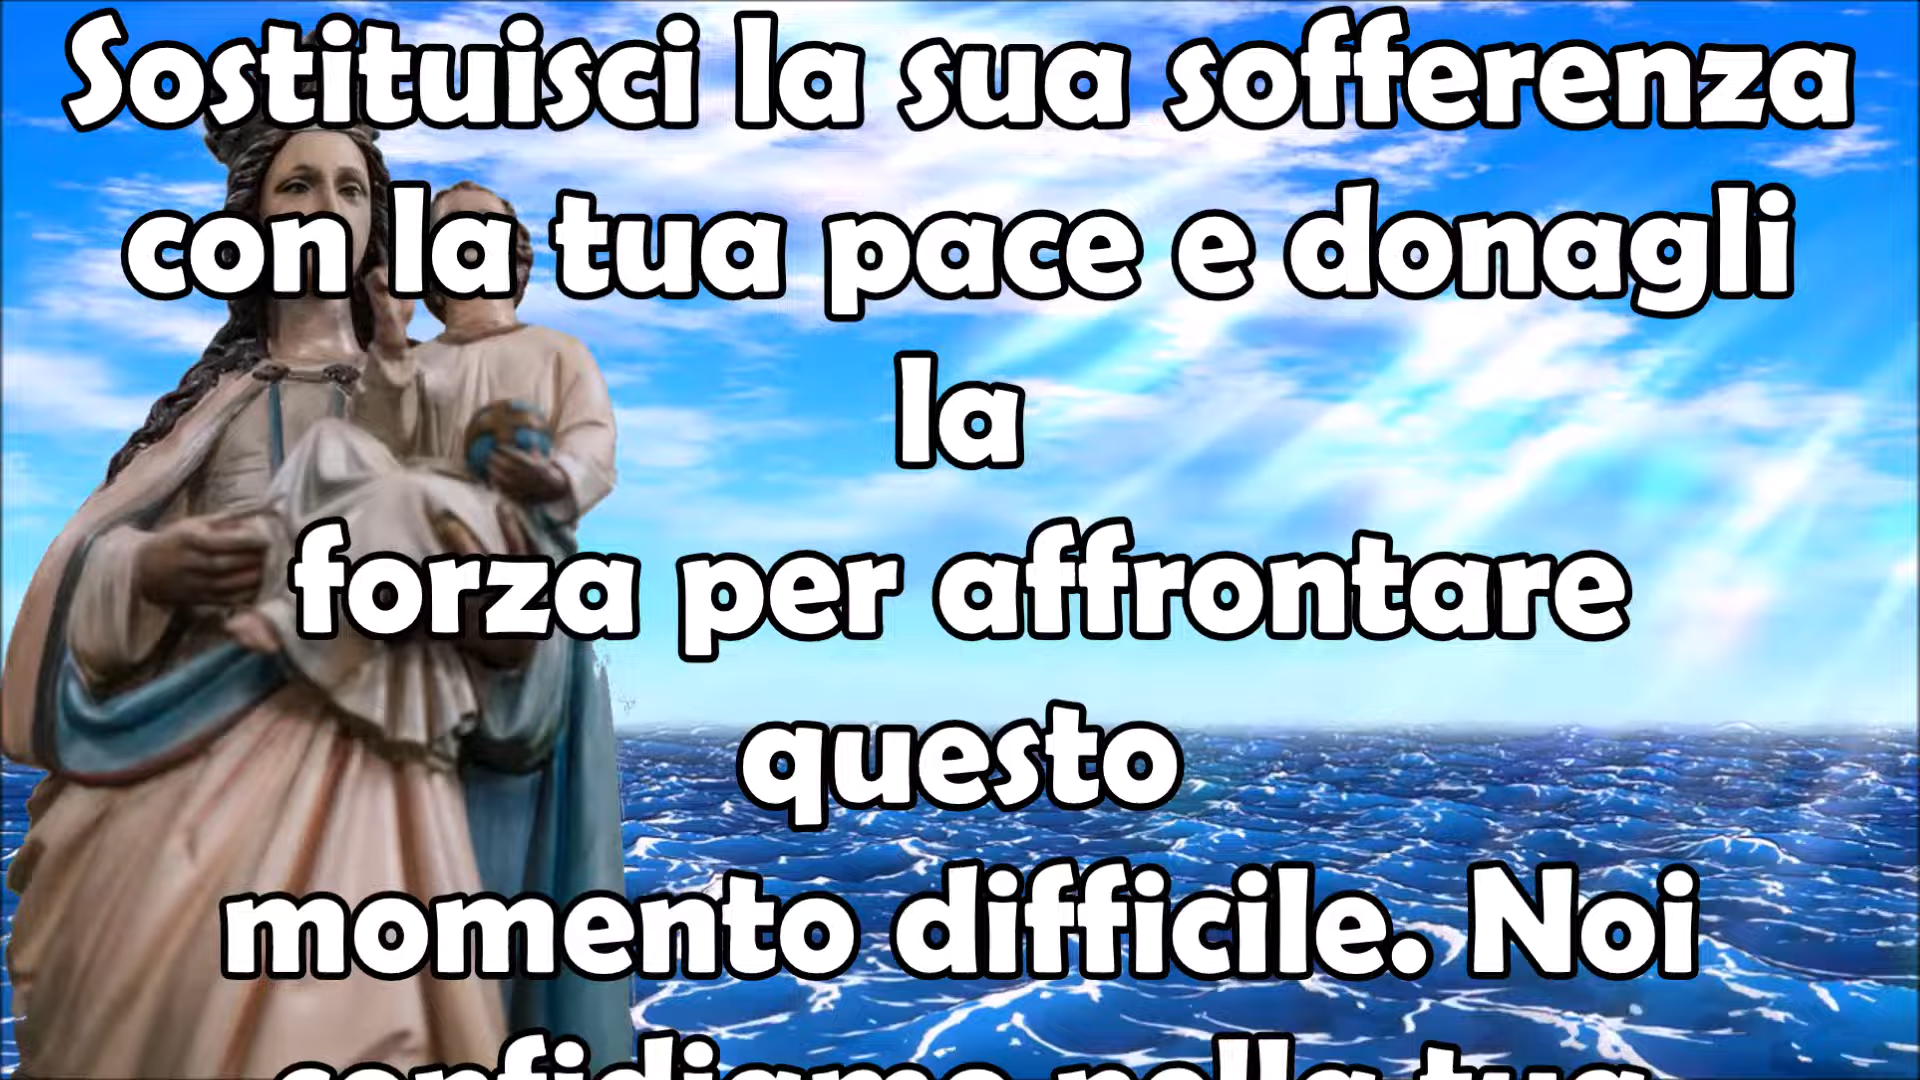 Sostituisci la sua sofferenza
con la tua pace e donagli
la
forza per affrontare
questo
momento difficile. Noi
confidiamo nella tua